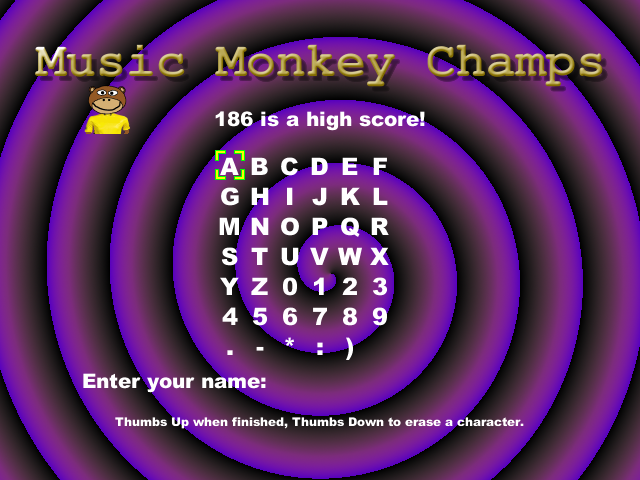 Music Monkey Champs
186 is a high score!
A B C D E F
G H I J K L
M N O P Q R
S T U V W X
Y Z 0 1 2 3
4 5 6 7 8 9
. - * : )
Enter your name:
Thumbs Up when finished, Thumbs Down to erase a character.